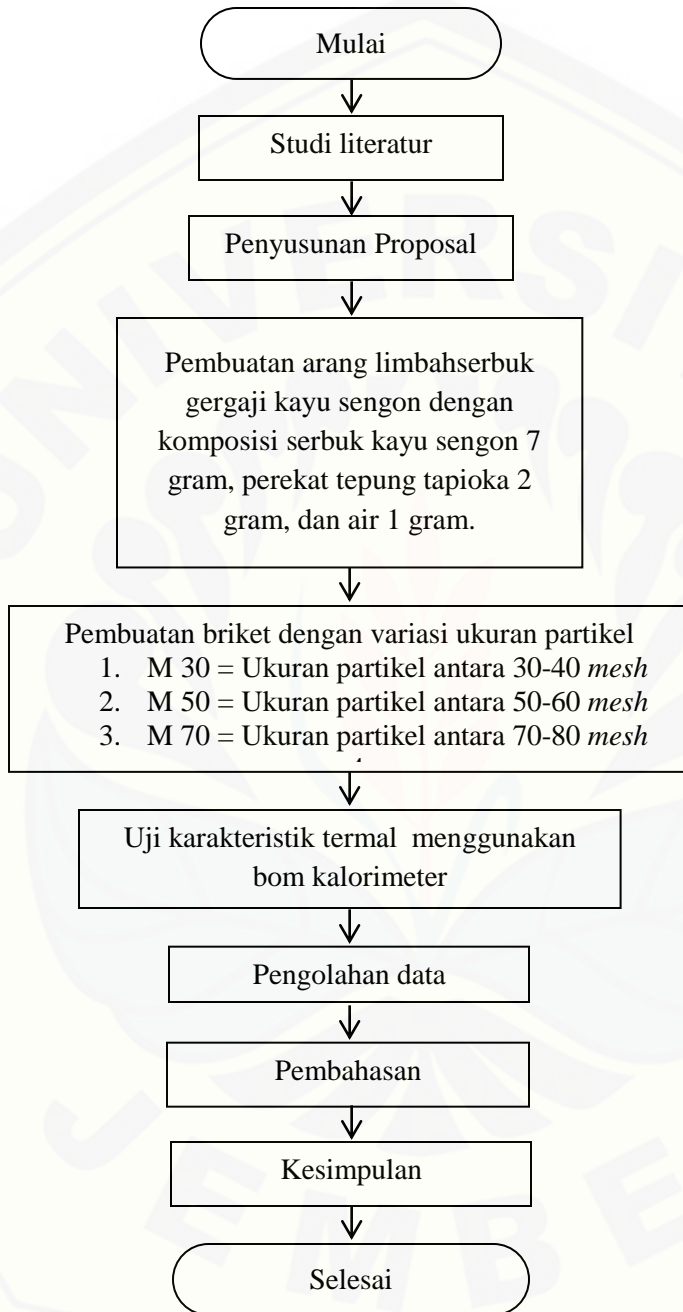 Mulai
Studi literatur
Penyusunan Proposal
Pembuatan arang limbahserbuk
gergaji kayu sengon dengan
komposisi serbuk kayu sengon 7
gram, perekat tepung tapioka 2
gram, dan air 1 gram.
Pembuatan briket dengan variasi ukuran partikel
1. M 30 = Ukuran partikel antara 30-40 mesh
2. M 50 = Ukuran partikel antara 50-60 mesh
3. M 70 = Ukuran partikel antara 70-80 mesh
Uji karakteristik termal menggunakan
bom kalorimeter
Pengolahan data
Pembahasan
Kesimpulan
Selesai